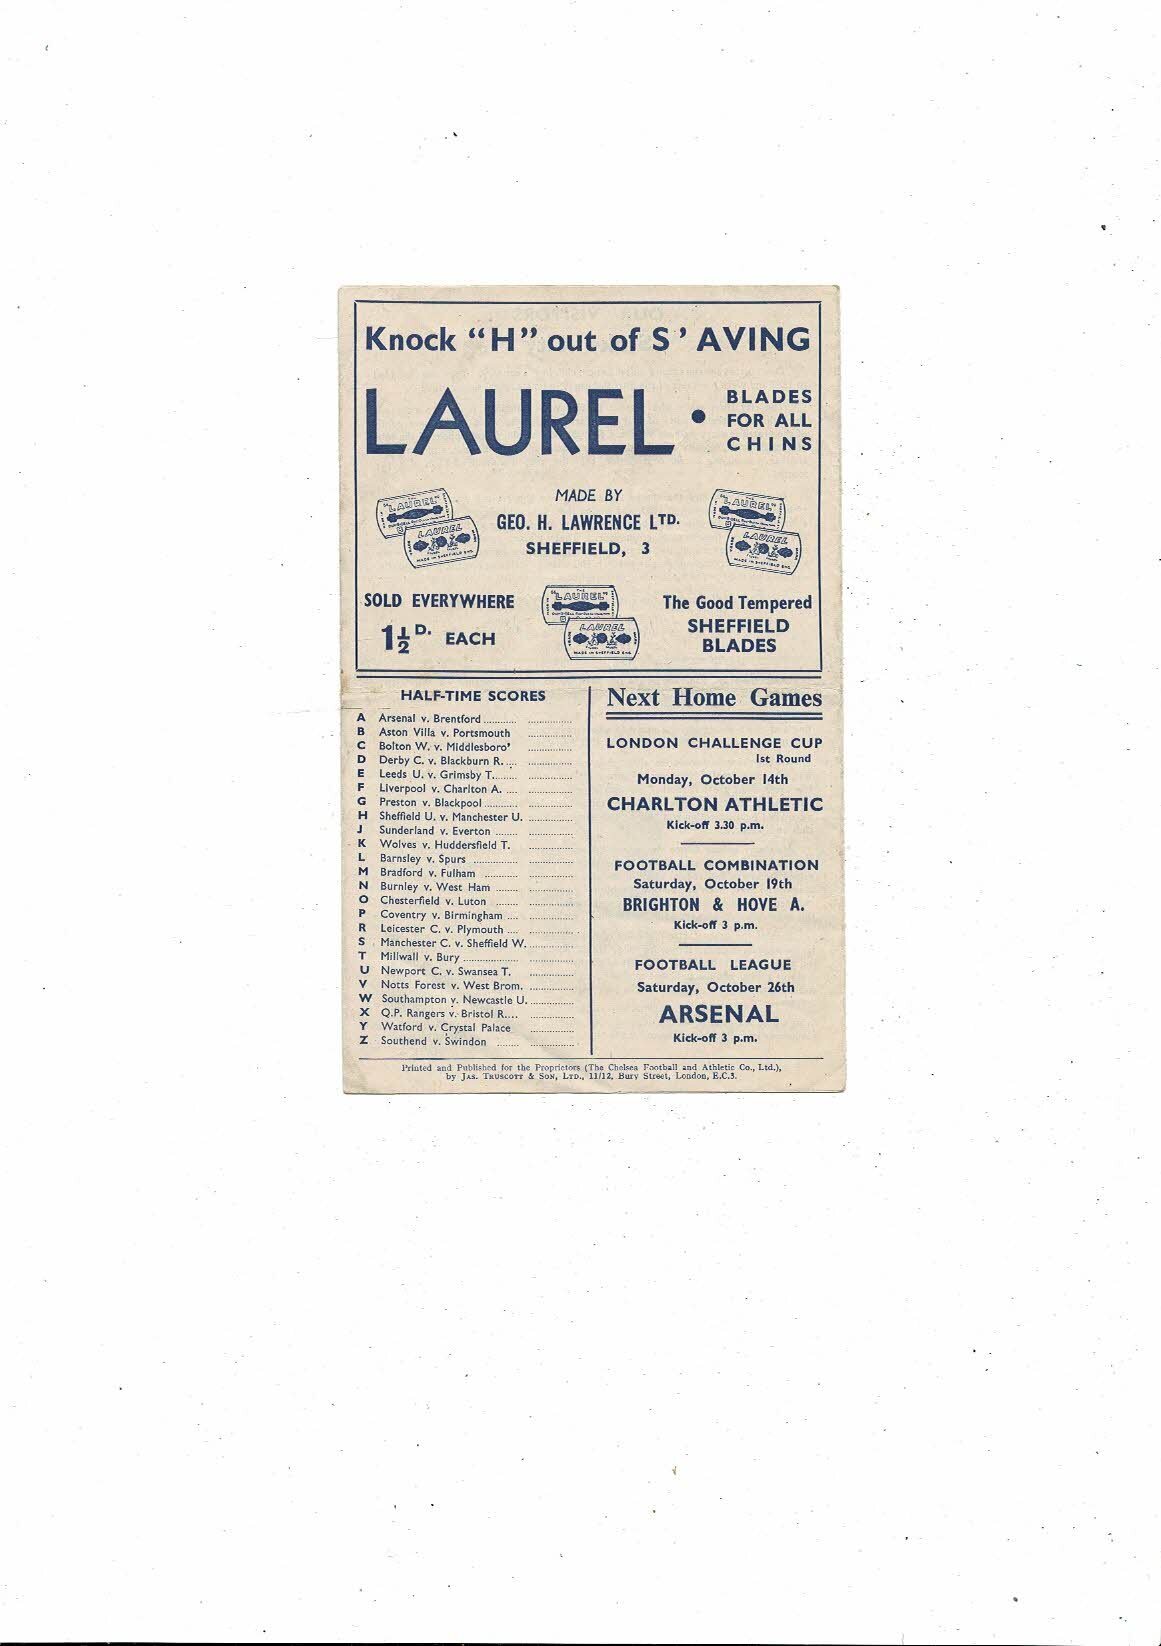 Knock "H" out of S'AVING
LAUREL • BLADES
FOR ALL
CHINS
MADE BY
GEO. H. LAWRENCE LTD.
SHEFFIELD, 3
SOLD EVERYWHERE
1½D. EACH
THE
"LAUREL"
LAUREL
MADE IN SHEFFIELD ENG.
The Good Tempered
SHEFFIELD
BLADES
HALF-TIME SCORES
A Arsenal v. Brentford
B Aston Villa v. Portsmouth
C Bolton W. v. Middlesboro'
D Derby C. v. Blackburn R.
E Leeds U. v. Grimsby T.
F Liverpool v. Charlton A.
G Preston v. Blackpool
H Sheffield U. v. Manchester U.
J Sunderland v. Everton
K Wolves v. Huddersfield T.
L Barnsley v. Spurs
M Bradford v. Fulham
N Burnley v. West Ham
O Chesterfield v. Luton
P Coventry v. Birmingham
R Leicester C. v. Plymouth
S Manchester C. v. Sheffield W.
T Millwall v. Bury
U Newport C. v. Swansea T.
V Notts Forest v. West Brom.
W Southampton v. Newcastle U.
X Q.P. Rangers v. Bristol R.
Y Watford v. Crystal Palace
Z Southend v. Swindon
Next Home Games
LONDON CHALLENGE CUP
1st Round
Monday, October 14th
CHARLTON ATHLETIC
Kick-off 3.30 p.m.
FOOTBALL COMBINATION
Saturday, October 19th
BRIGHTON & HOVE A.
Kick-off 3 p.m.
FOOTBALL LEAGUE
Saturday, October 26th
ARSENAL
Kick-off 3 p.m.
Printed and Published for the Proprietors (The Chelsea Football and Athletic Co., Ltd.),
by JAS. TRUSCOTT & SON, LTD., 11/12, Bury Street, London, E.C.3.